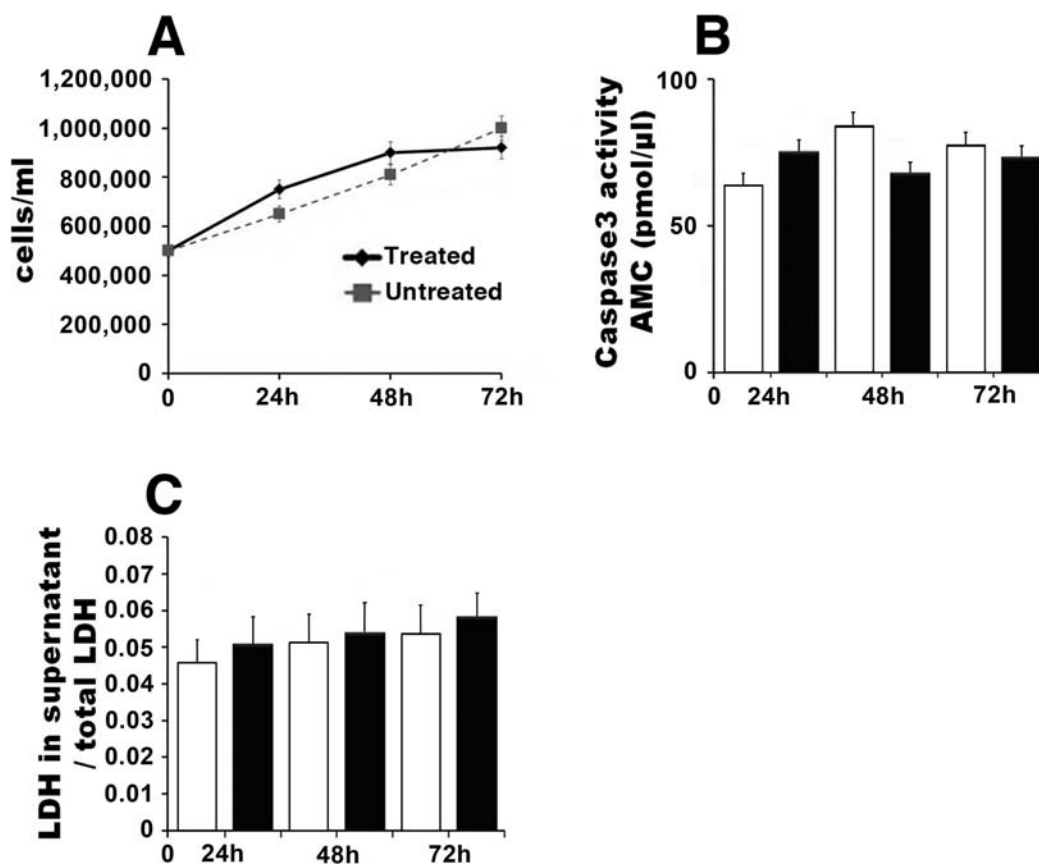 A
cells/ml
1,200,000
1,000,000
800,000
600,000
400,000
200,000
0
Treated
Untreated
0 24h 48h 72h
B
Caspase3 activity
AMC (pmol/µl)
100
50
0
0 24h 48h 72h
C
LDH in supernatant
/ total LDH
0.08
0.07
0.06
0.05
0.04
0.03
0.02
0.01
0
0 24h 48h 72h